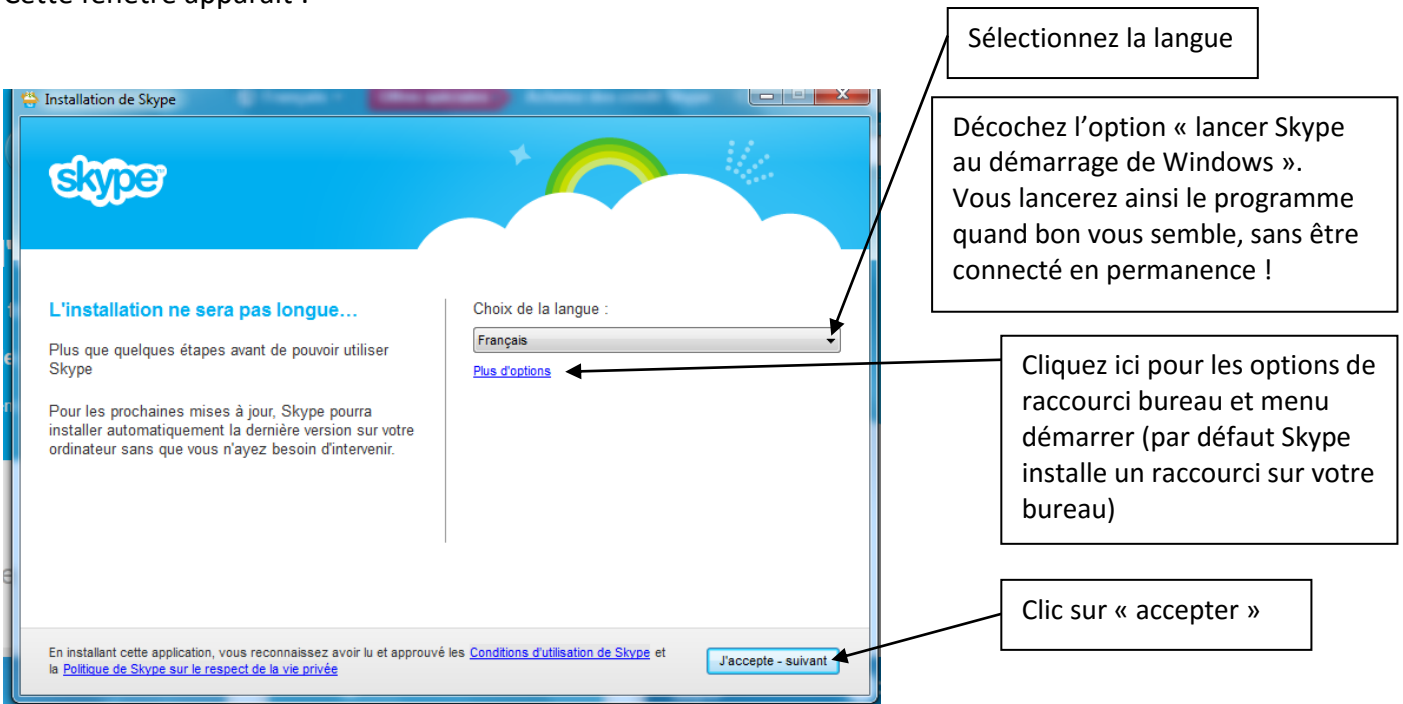 Cette fenêtre apparait :
Sélectionnez la langue
Installation de Skype
skype
Décochez l'option « lancer Skype
au démarrage de Windows ».
Vous lancerez ainsi le programme
quand bon vous semble, sans être
connecté en permanence !
L'installation ne sera pas longue...
Plus que quelques étapes avant de pouvoir utiliser
Skype
Pour les prochaines mises à jour, Skype pourra
installer automatiquement la dernière version sur votre
ordinateur sans que vous n'ayez besoin d'intervenir.
Choix de la langue :
Français
Plus d'options
Cliquez ici pour les options de
raccourci bureau et menu
démarrer (par défaut Skype
installe un raccourci sur votre
bureau)
Clic sur « accepter »
En installant cette application, vous reconnaissez avoir lu et approuvé les Conditions d'utilisation de Skype et
la Politique de Skype sur le respect de la vie privée
J'accepte - suivant